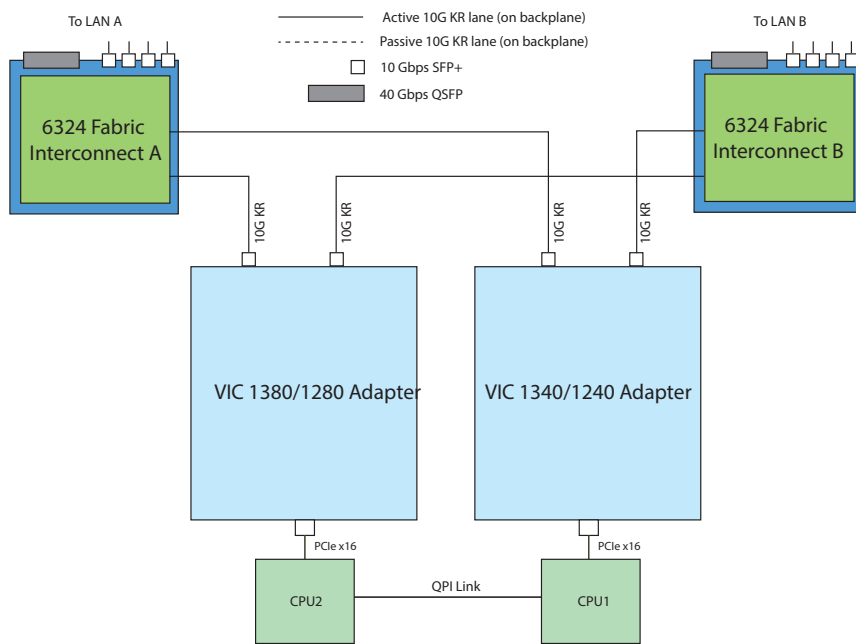 To LAN A
Active 10G KR lane (on backplane)
To LAN B
Passive 10G KR lane (on backplane)
10 Gbps SFP+
40 Gbps QSFP
6324 Fabric
Interconnect A
6324 Fabric
Interconnect B
10G KR
10G KR
10G KR
10G KR
VIC 1380/1280 Adapter
VIC 1340/1240 Adapter
PCIe x16
PCIe x16
QPI Link
CPU2
CPU1